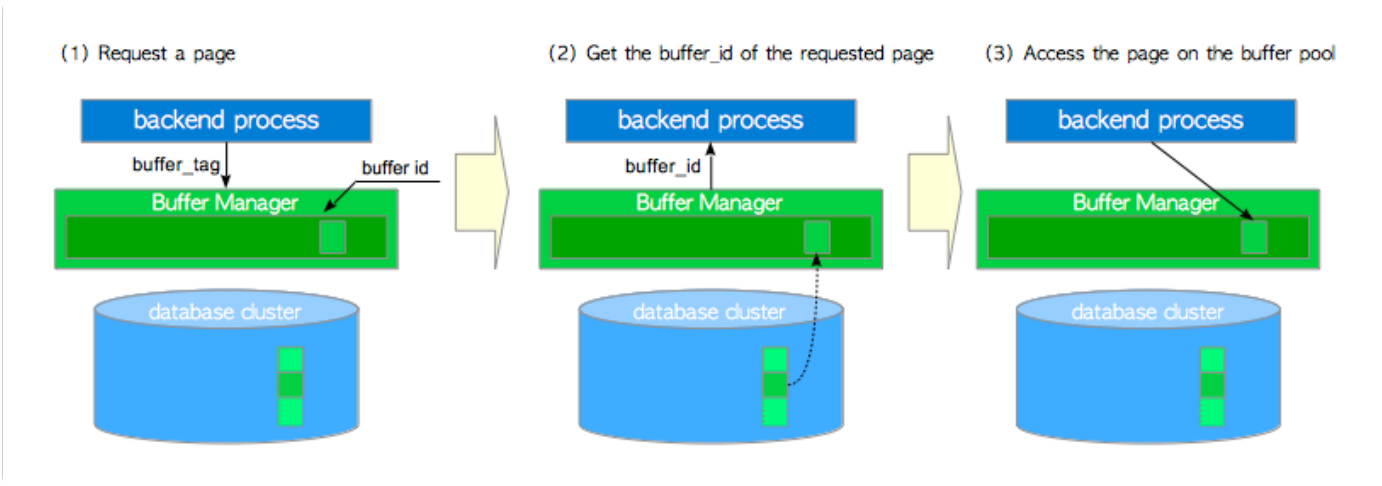 (1) Request a page
backend process
buffer_tag
buffer id
Buffer Manager
database cluster
(2) Get the buffer_id of the requested page
backend process
buffer_id
Buffer Manager
database cluster
(3) Access the page on the buffer pool
backend process
Buffer Manager
database cluster